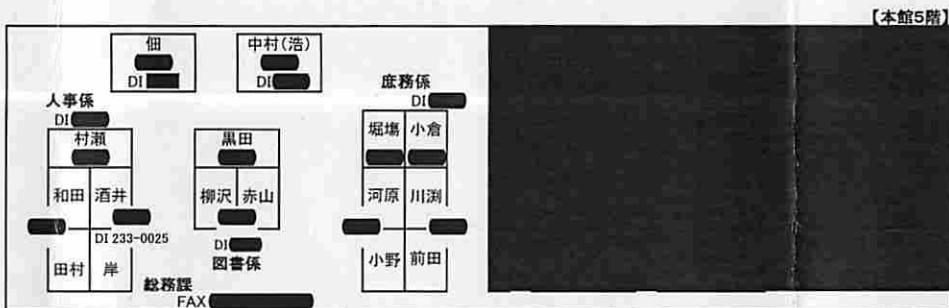 【本館5階】
佃
DI
中村(浩)
DI
人事係
DI
村瀬
和田 酒井
DI 233-0025
田村 岸
黒田
柳沢 赤山
DI
図書係
庶務係
DI
堀場 小倉
河原 川渕
小野 前田
総務課
FAX